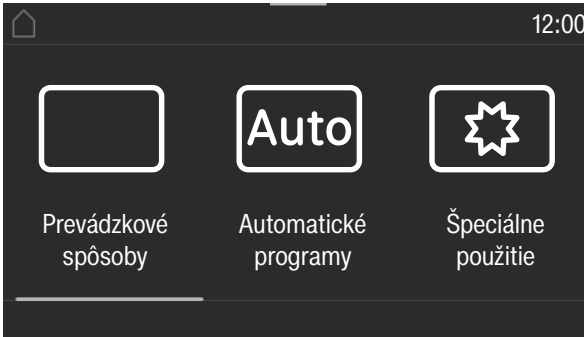 12:00
Auto
Prevádzkové
spôsoby
Automatické
programy
Špeciálne
použitie